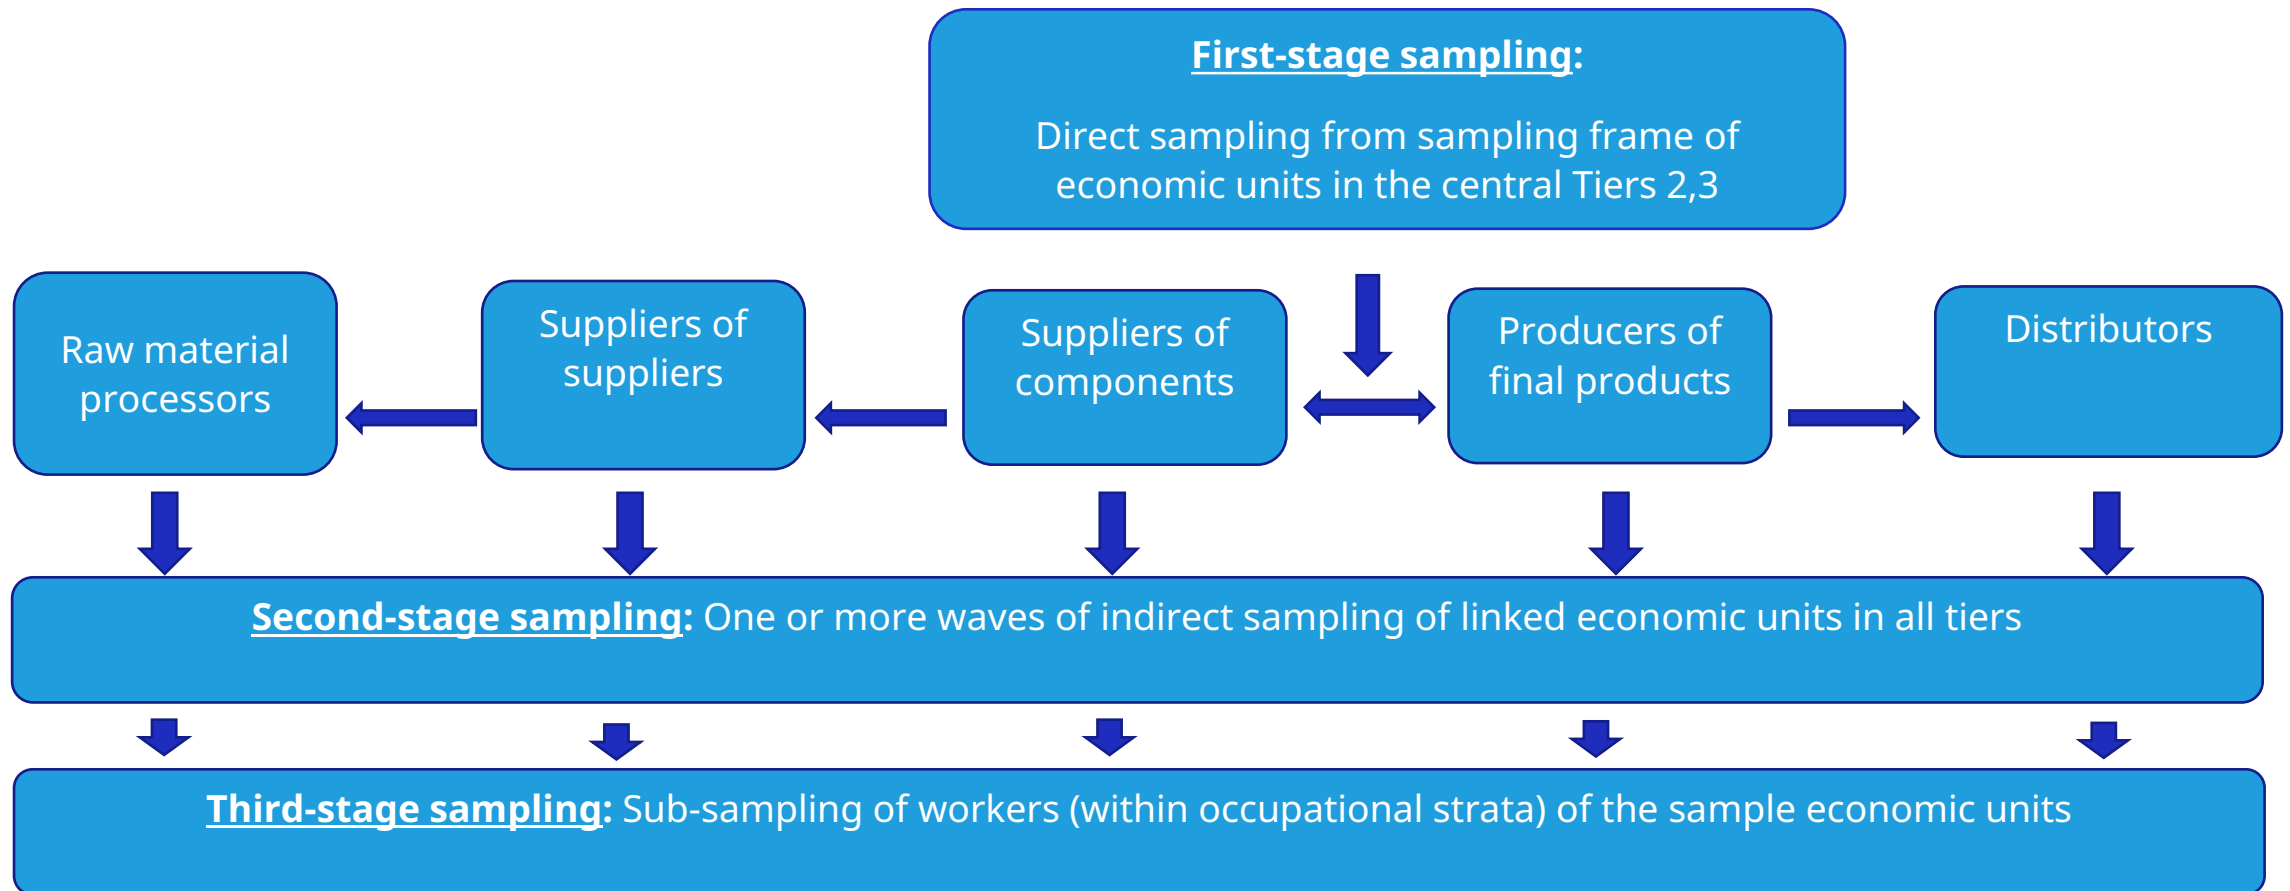 First-stage sampling:
Direct sampling from sampling frame of
economic units in the central Tiers 2,3
Raw material
processors
Suppliers of
suppliers
Suppliers of
components
Producers of
final products
Distributors
Second-stage sampling: One or more waves of indirect sampling of linked economic units in all tiers
Third-stage sampling: Sub-sampling of workers (within occupational strata) of the sample economic units